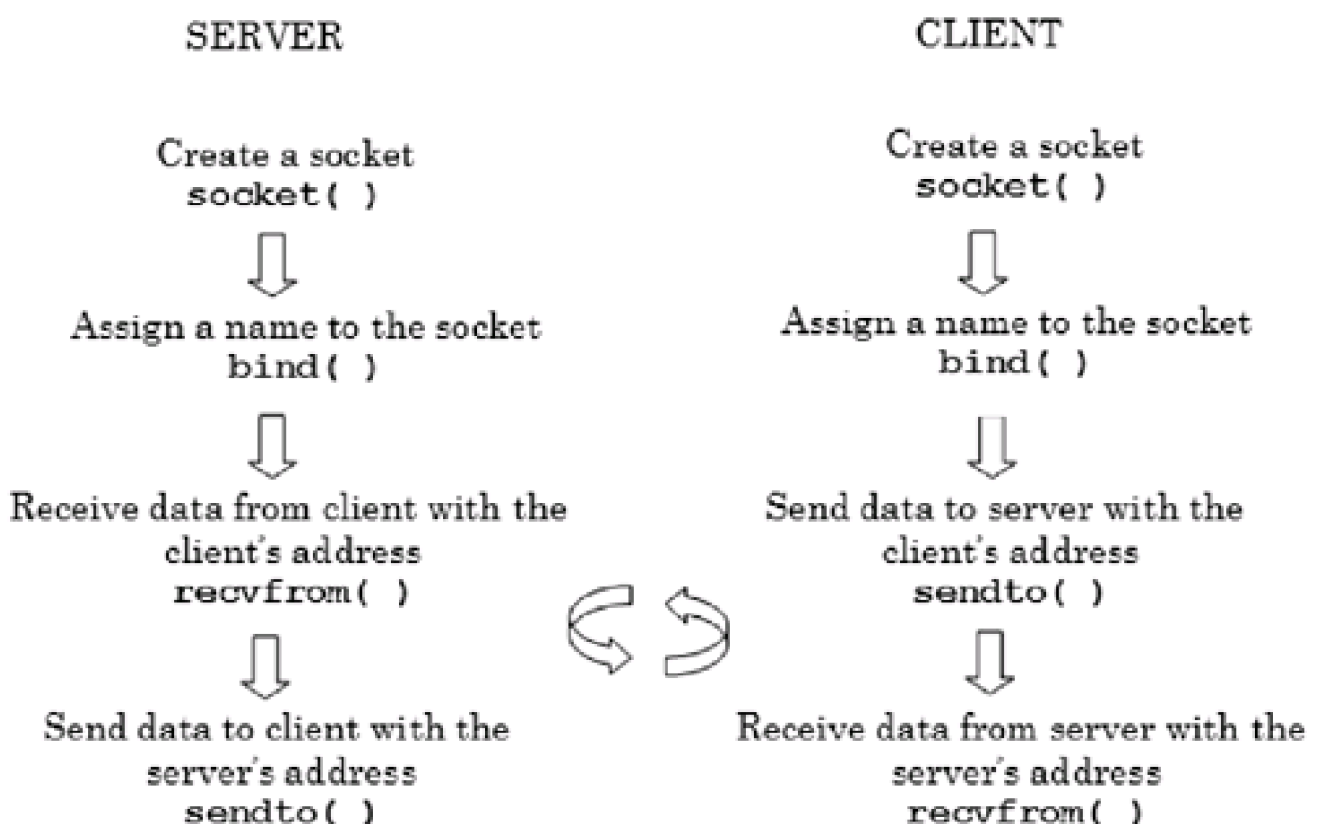 SERVER
Create a socket
socket( )
Assign a name to the socket
bind( )
Receive data from client with the
client's address
recvfrom( )
Send data to client with the
server's address
sendto( )
CLIENT
Create a socket
socket( )
Assign a name to the socket
bind( )
Send data to server with the
client's address
sendto( )
Receive data from server with the
server's address
recvfrom( )